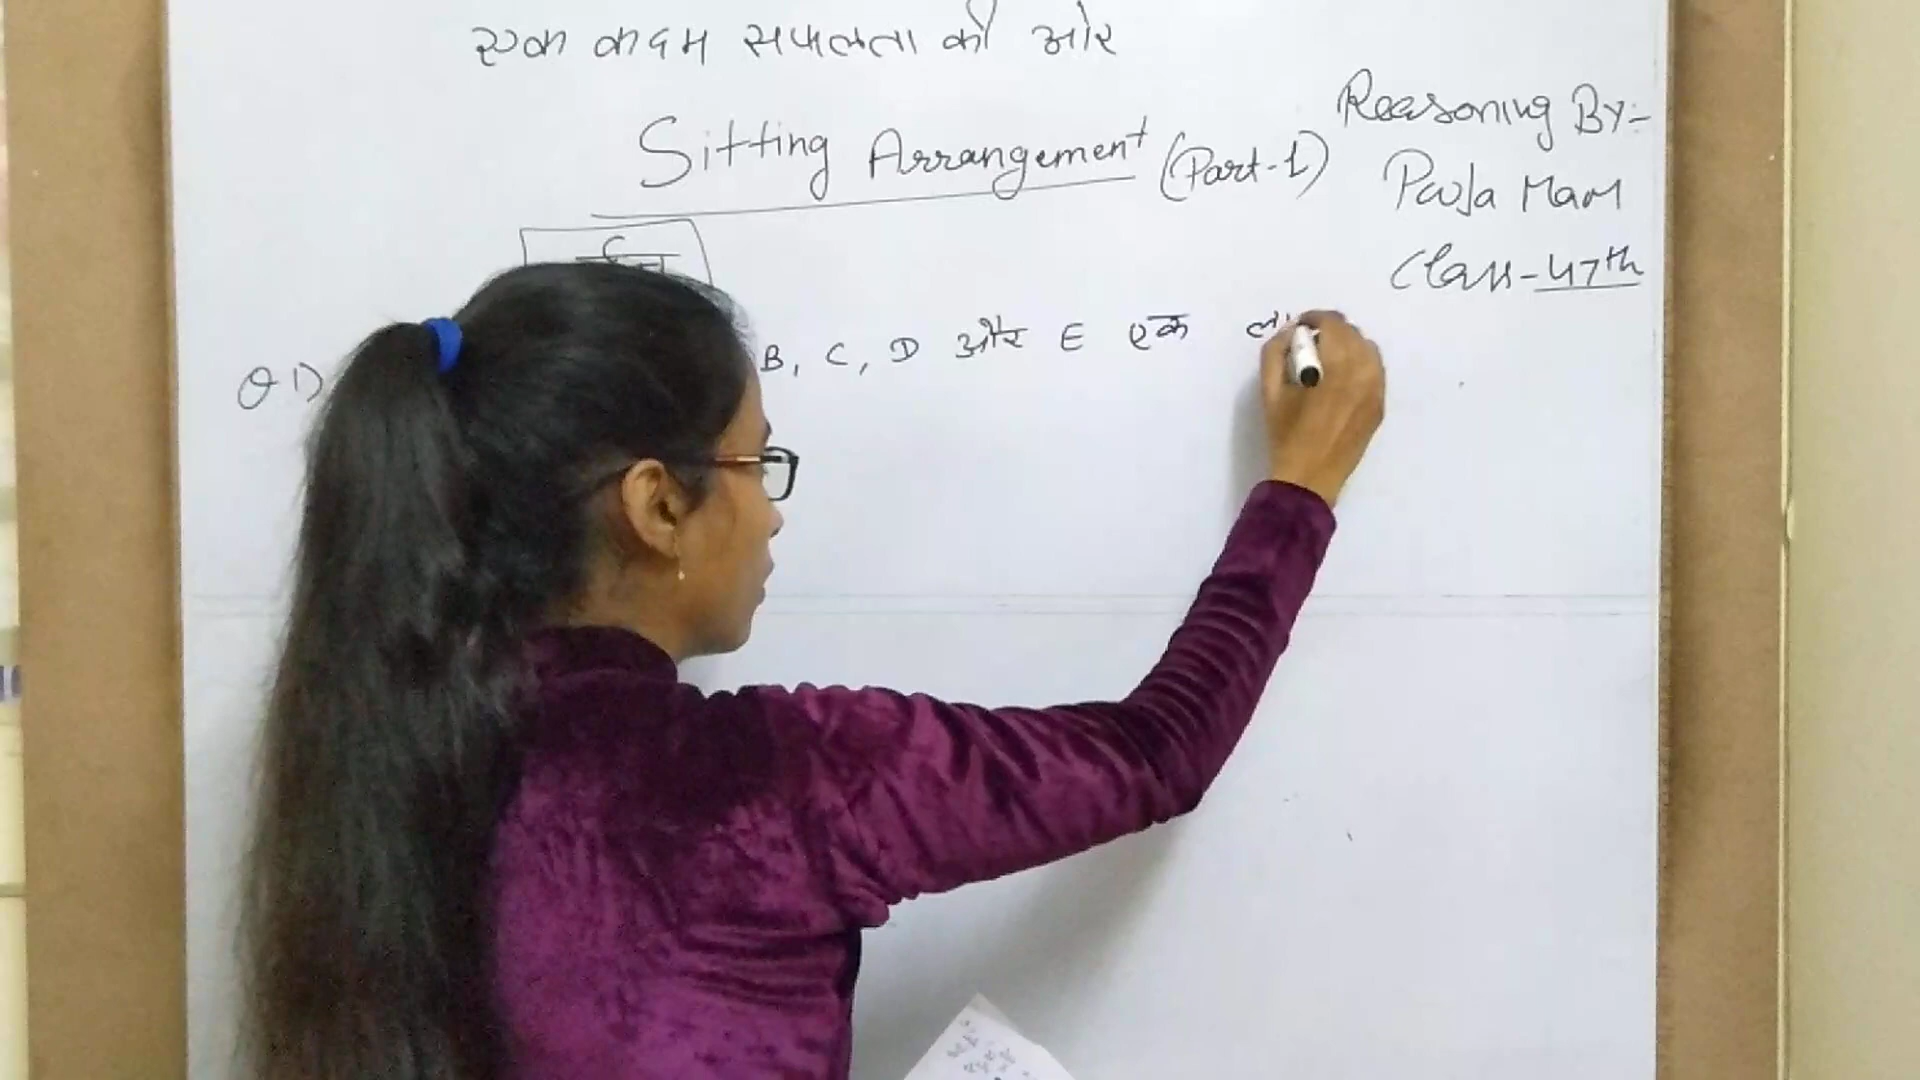 एक कदम सफलता की ओर
Sitting Arrangement (Part-1)
Reasoning By:-
Pooja Mam
Class-47th
Q1) B, C, D और E एक